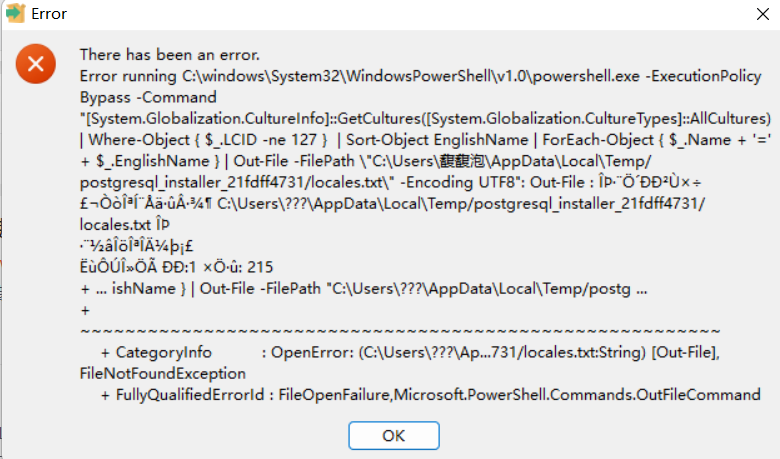 Error
There has been an error.
Error running C:\windows\System32\WindowsPowerShell\v1.0\powershell.exe -ExecutionPolicy
Bypass -Command
"[System.Globalization.CultureInfo]::GetCultures([System.Globalization.CultureTypes]::AllCultures)
| Where-Object { $_.LCID -ne 127 }  | Sort-Object EnglishName | ForEach-Object { $_.Name + '='
+ $_.EnglishName } | Out-File -FilePath \"C:\Users\馥馥泡\AppData\Local\Temp/
postgresql_installer_21fdff4731/locales.txt\" -Encoding UTF8": Out-File : ÎÞ·¨Ö´ÐÐ²Ù×÷
£¬ÒòÎªÍ¨Åä·ûÂ·¾¶ C:\Users\???\AppData\Local\Temp/postgresql_installer_21fdff4731/
locales.txt ÎÞ
·¨½âÎöÎªÎÄ¼þ¡£
ËùÔÚÎ»ÖÃ ÐÐ:1 ×Ö·û: 215
+ ... ishName } | Out-File -FilePath "C:\Users\???\AppData\Local\Temp/postg ...
+
~~~~~~~~~~~~~~~~~~~~~~~~~~~~~~~~~~~~~~~~~~~~~~~~~~~~~~~~~
+ CategoryInfo          : OpenError: (C:\Users\???\Ap...731/locales.txt:String) [Out-File],
FileNotFoundException
+ FullyQualifiedErrorId : FileOpenFailure,Microsoft.PowerShell.Commands.OutFileCommand
OK